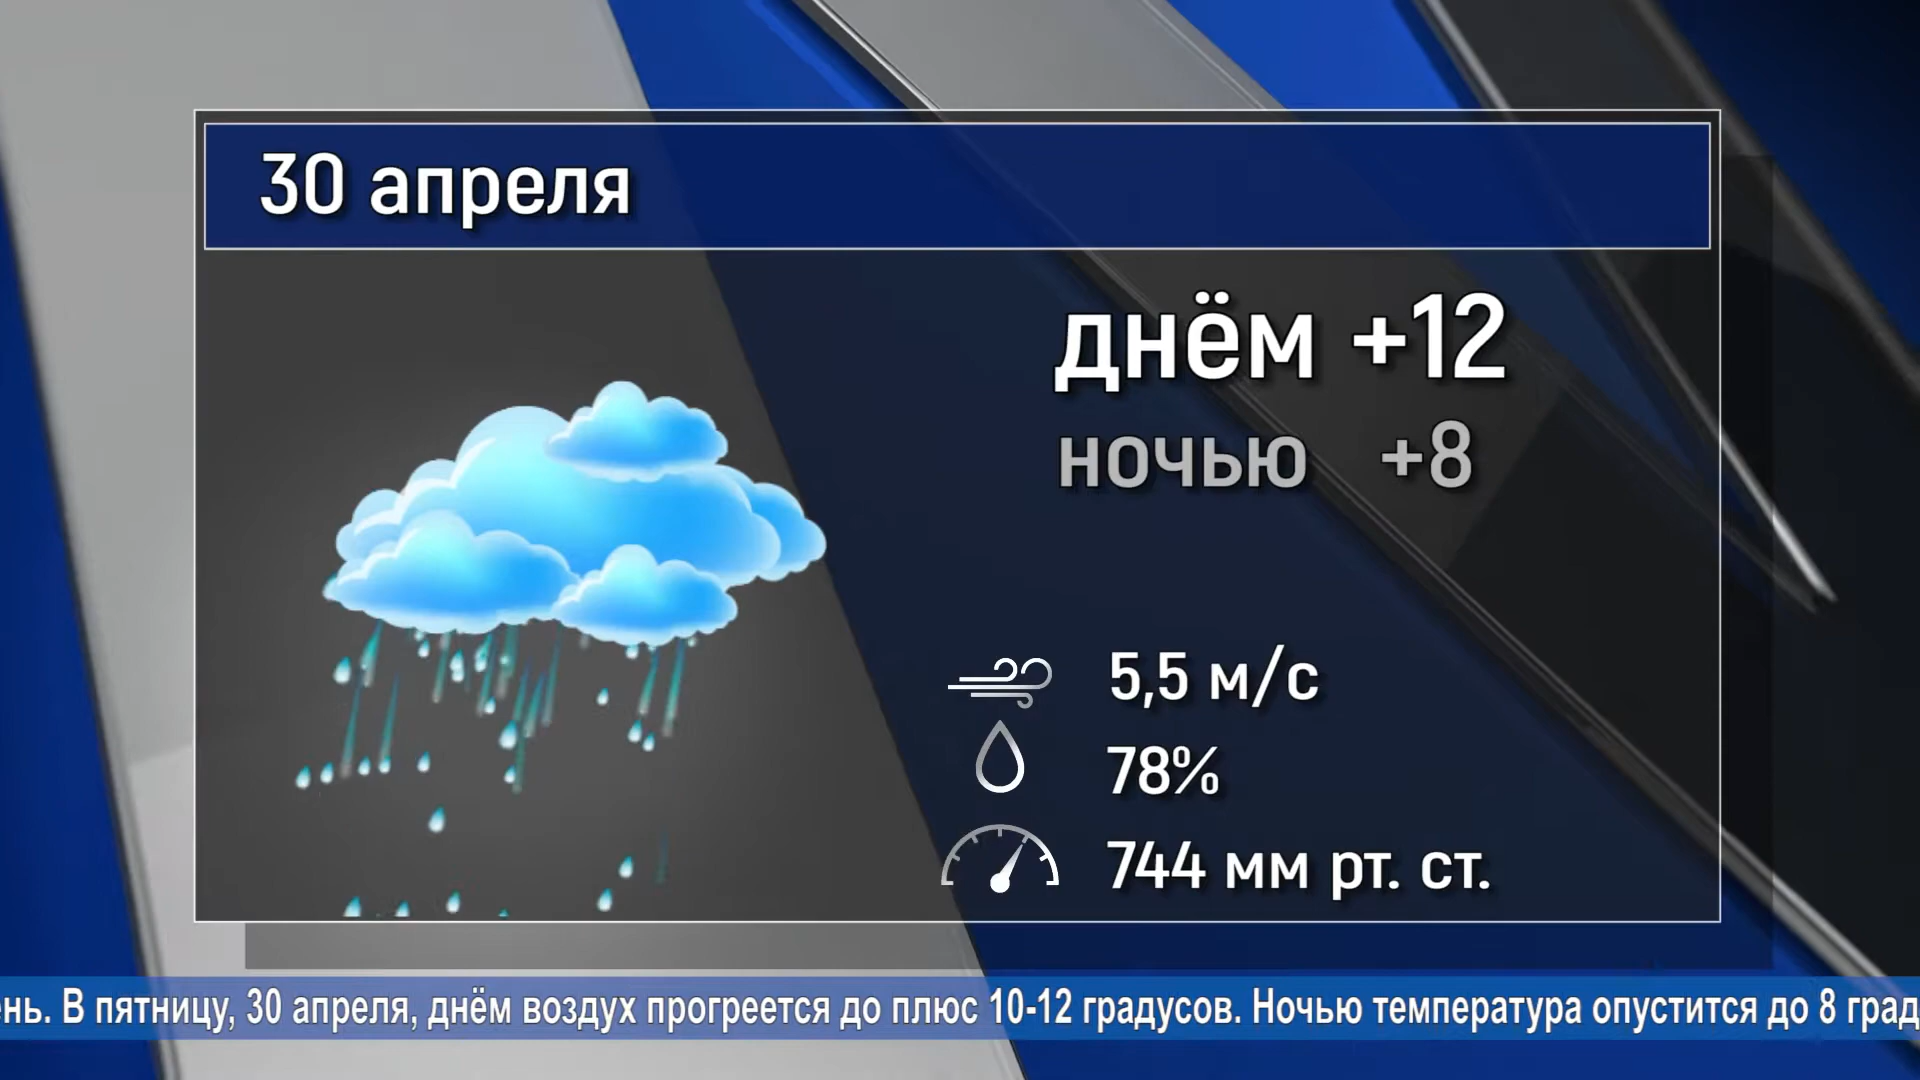 30 апреля
днём +12
ночью +8
5,5 м/с
78%
744 мм рт. ст.
В пятницу, 30 апреля, днём воздух прогреется до плюс 10-12 градусов. Ночью температура опустится до 8